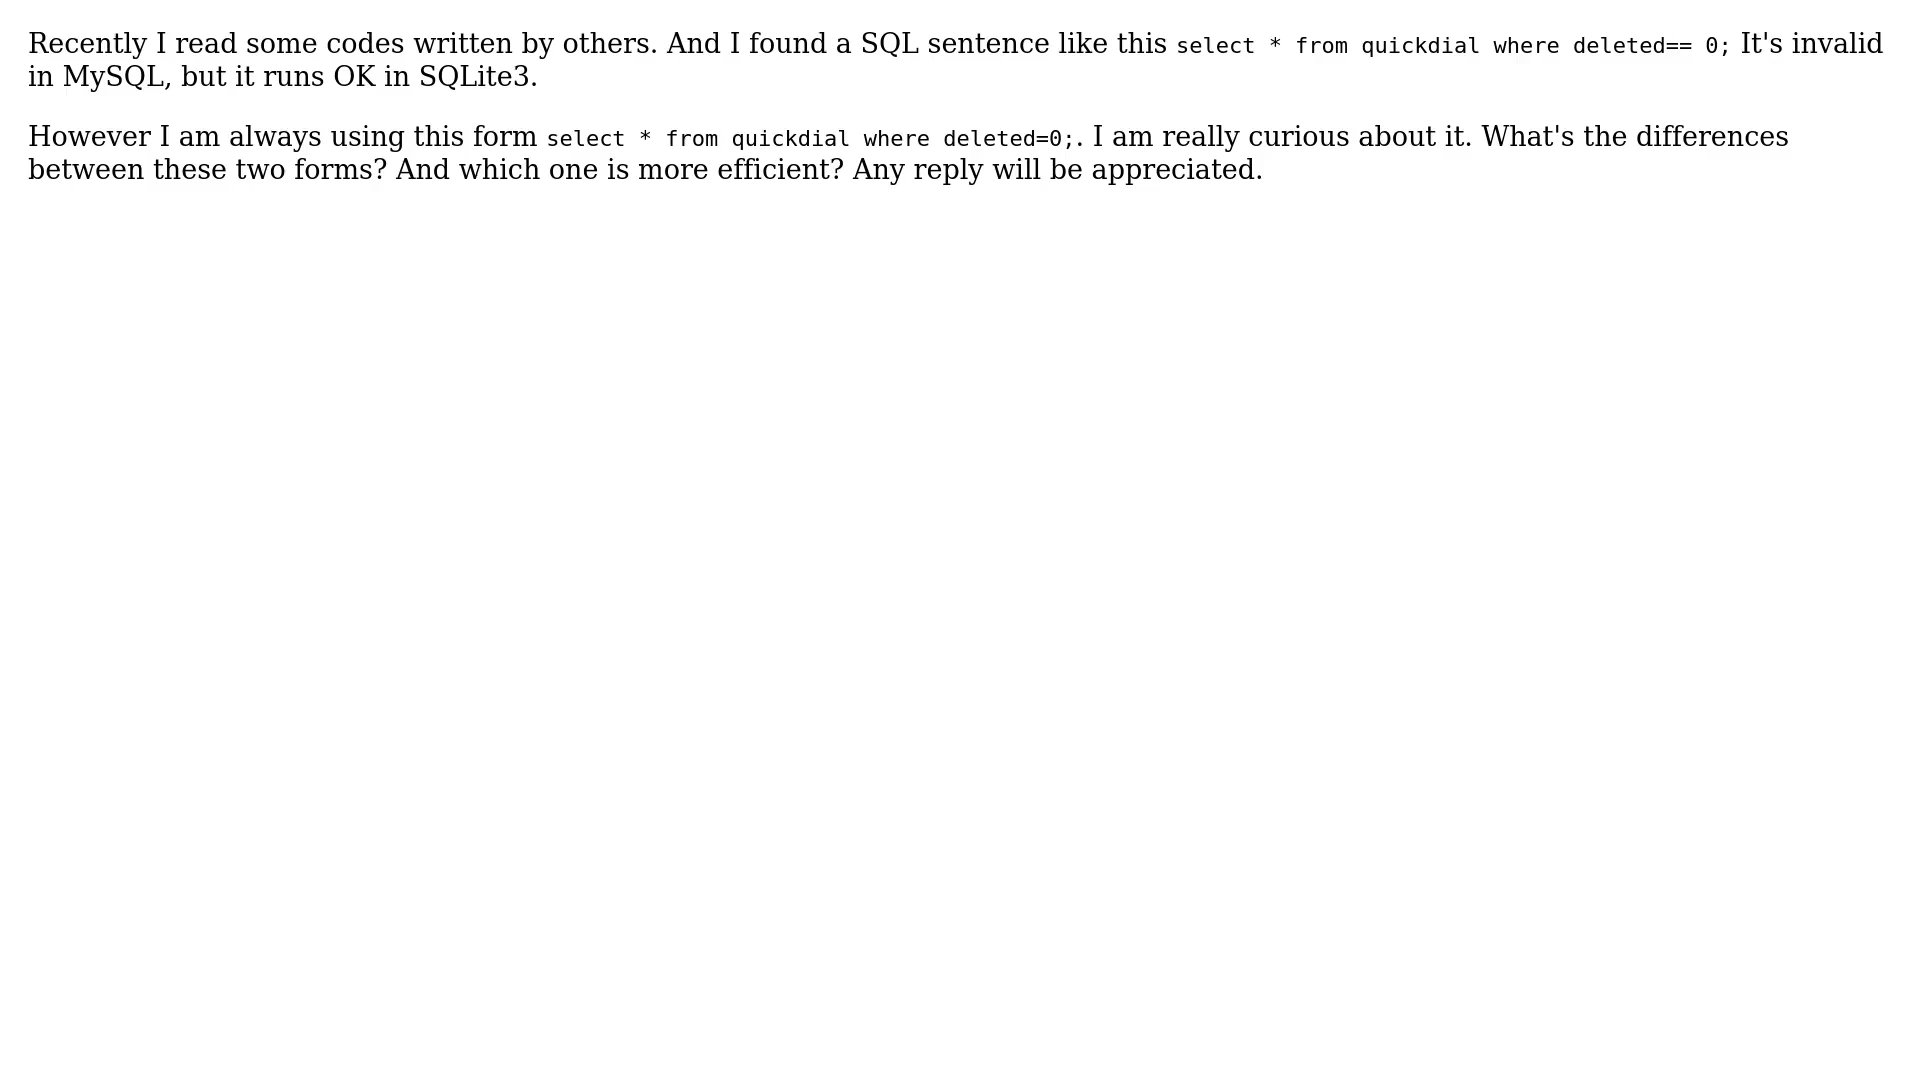 Recently I read some codes written by others. And I found a SQL sentence like this select * from quickdial where deleted== 0; It's invalid
in MySQL, but it runs OK in SQLite3.
However I am always using this form select * from quickdial where deleted=0;. I am really curious about it. What's the differences
between these two forms? And which one is more efficient? Any reply will be appreciated.